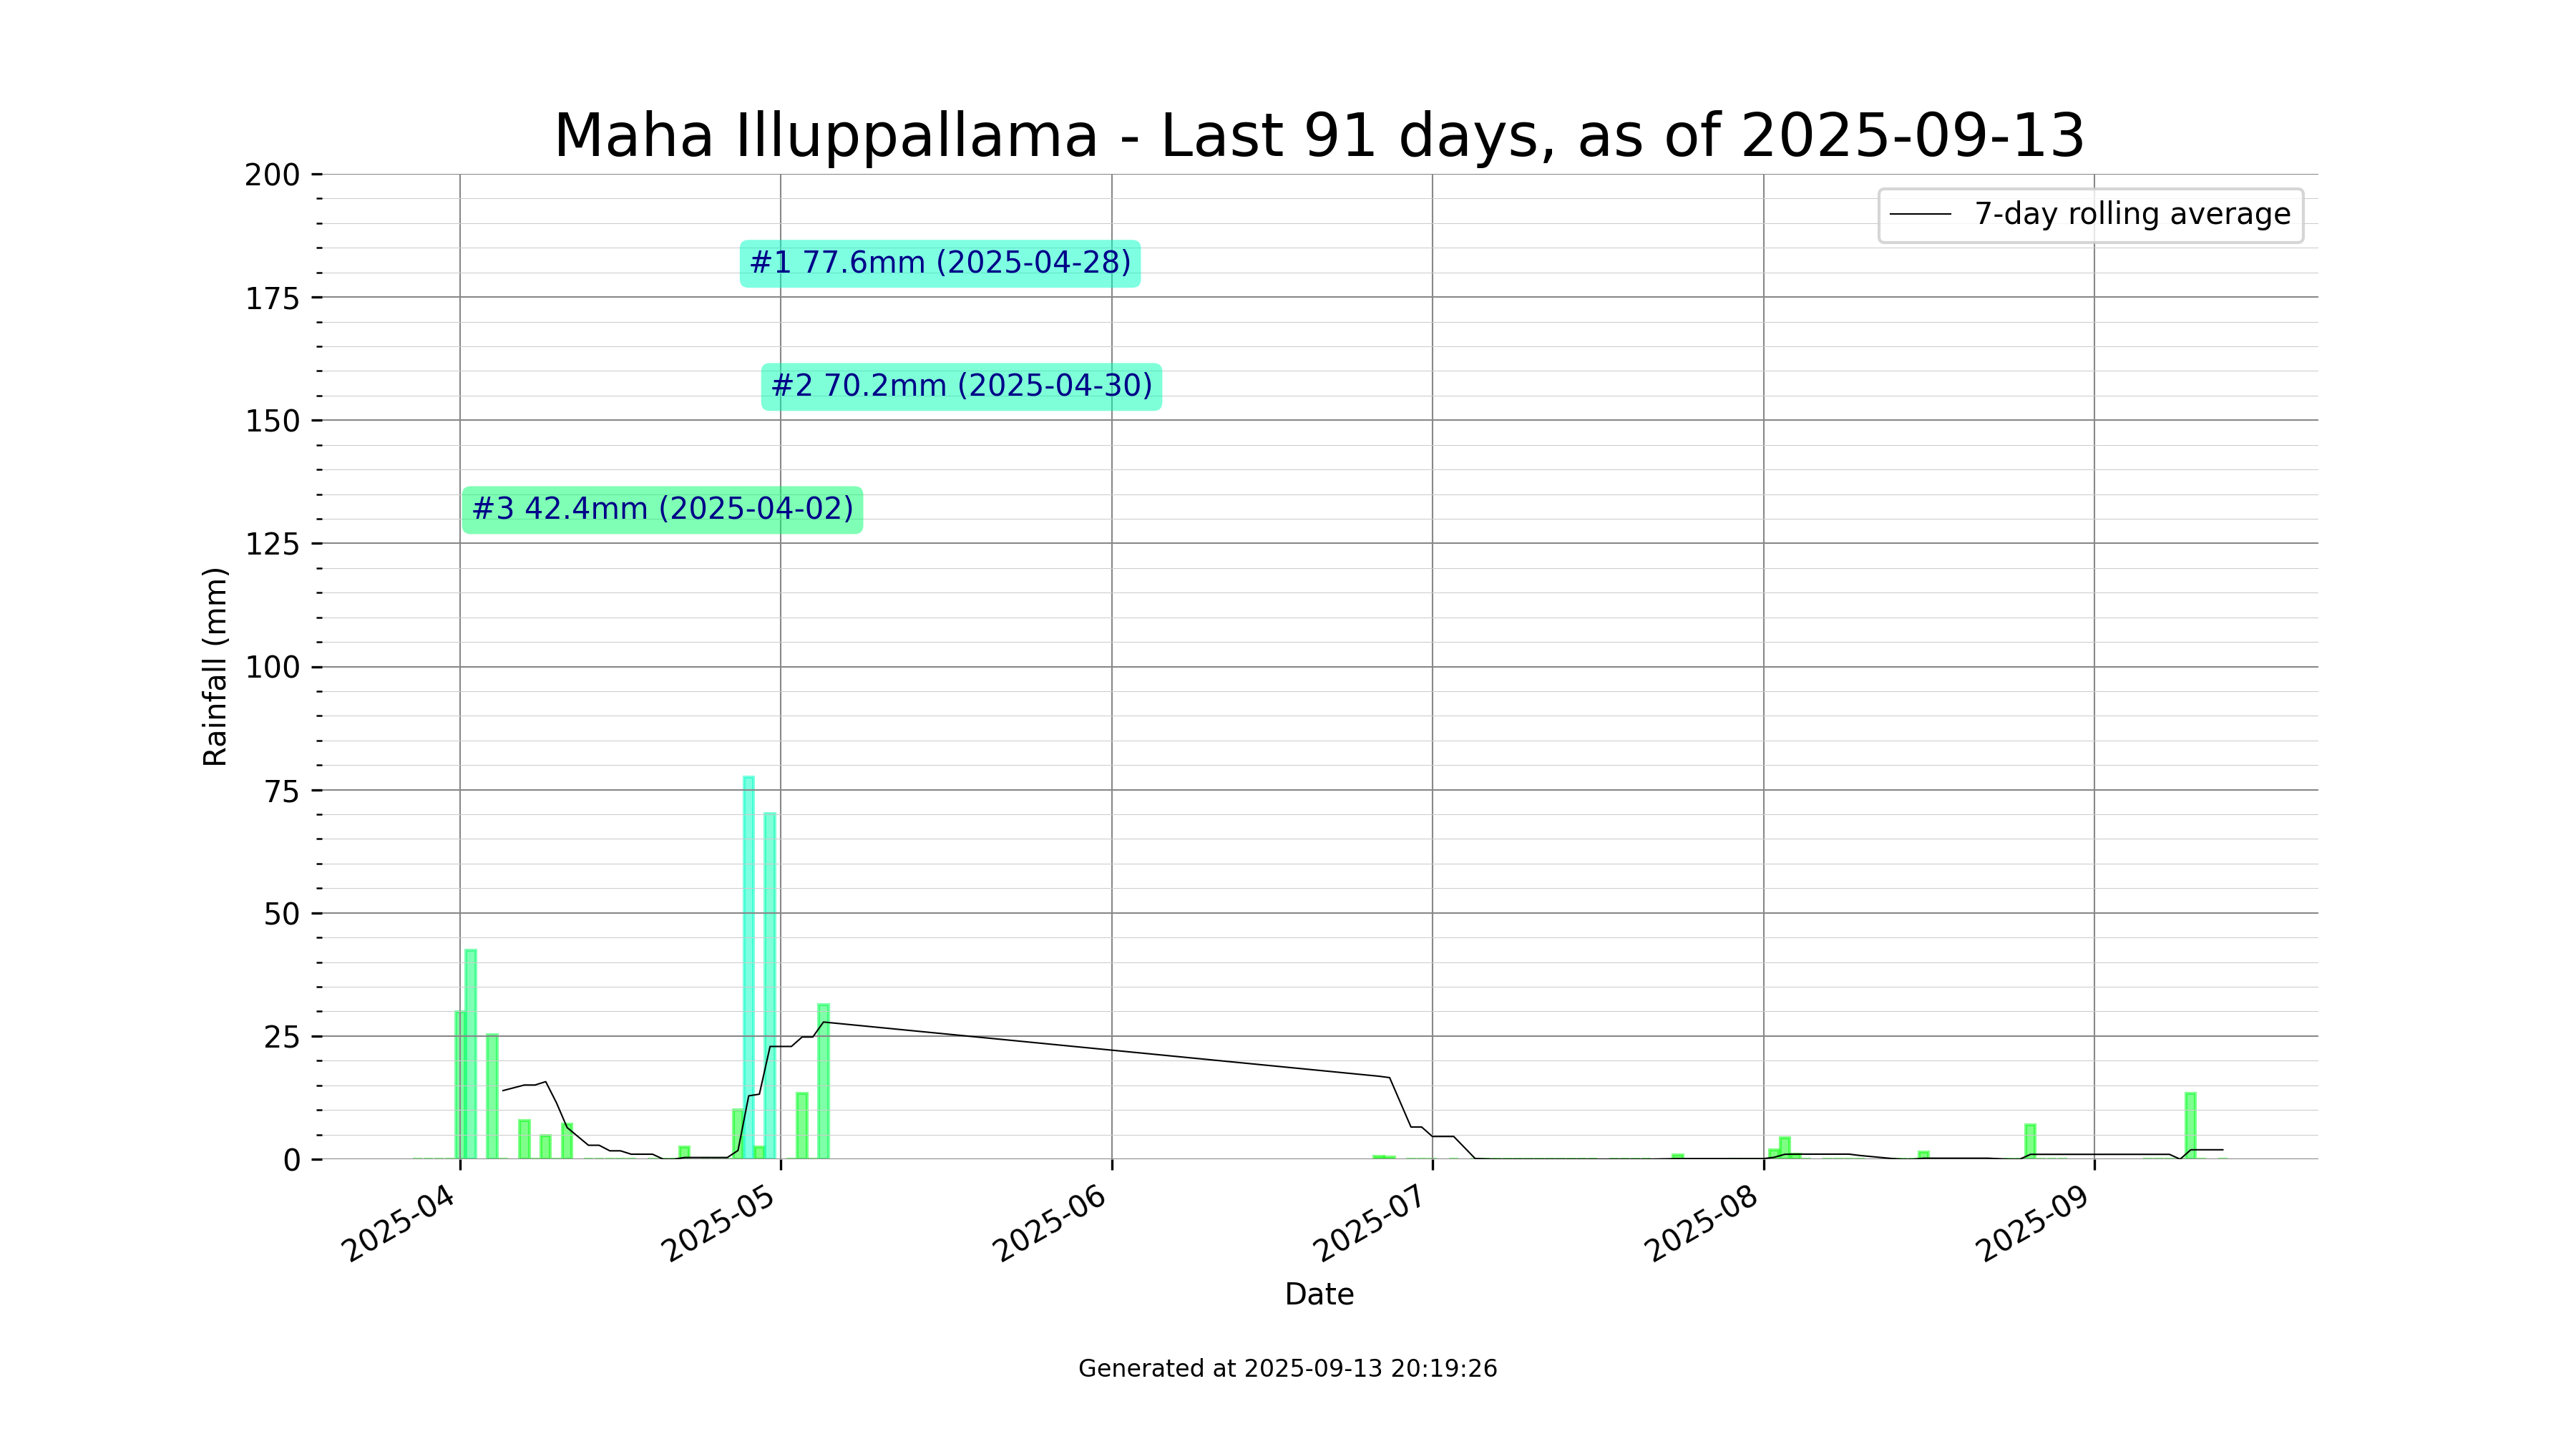 Maha Illuppallama - Last 91 days, as of 2025-09-13
200
175
150
125
100
75
50
25
0
Rainfall (mm)
7-day rolling average
#1 77.6mm (2025-04-28)
#2 70.2mm (2025-04-30)
#3 42.4mm (2025-04-02)
2025-04
2025-05
2025-06
2025-07
2025-08
2025-09
Date
Generated at 2025-09-13 20:19:26